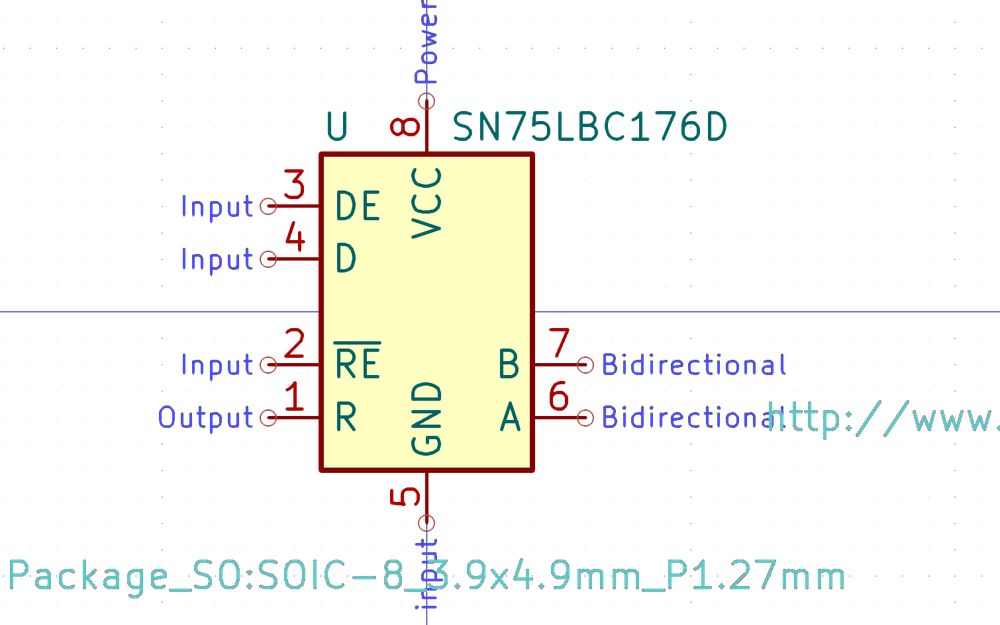 Power
U 8 SN75LBC176D
Input 3 DE VCC
Input 4 D
Input 2 RE B 7 Bidirectional
Output 1 R GND A 6 Bidirectional http://www.
5
input
Package_SO:SOIC-8_3.9x4.9mm_P1.27mm